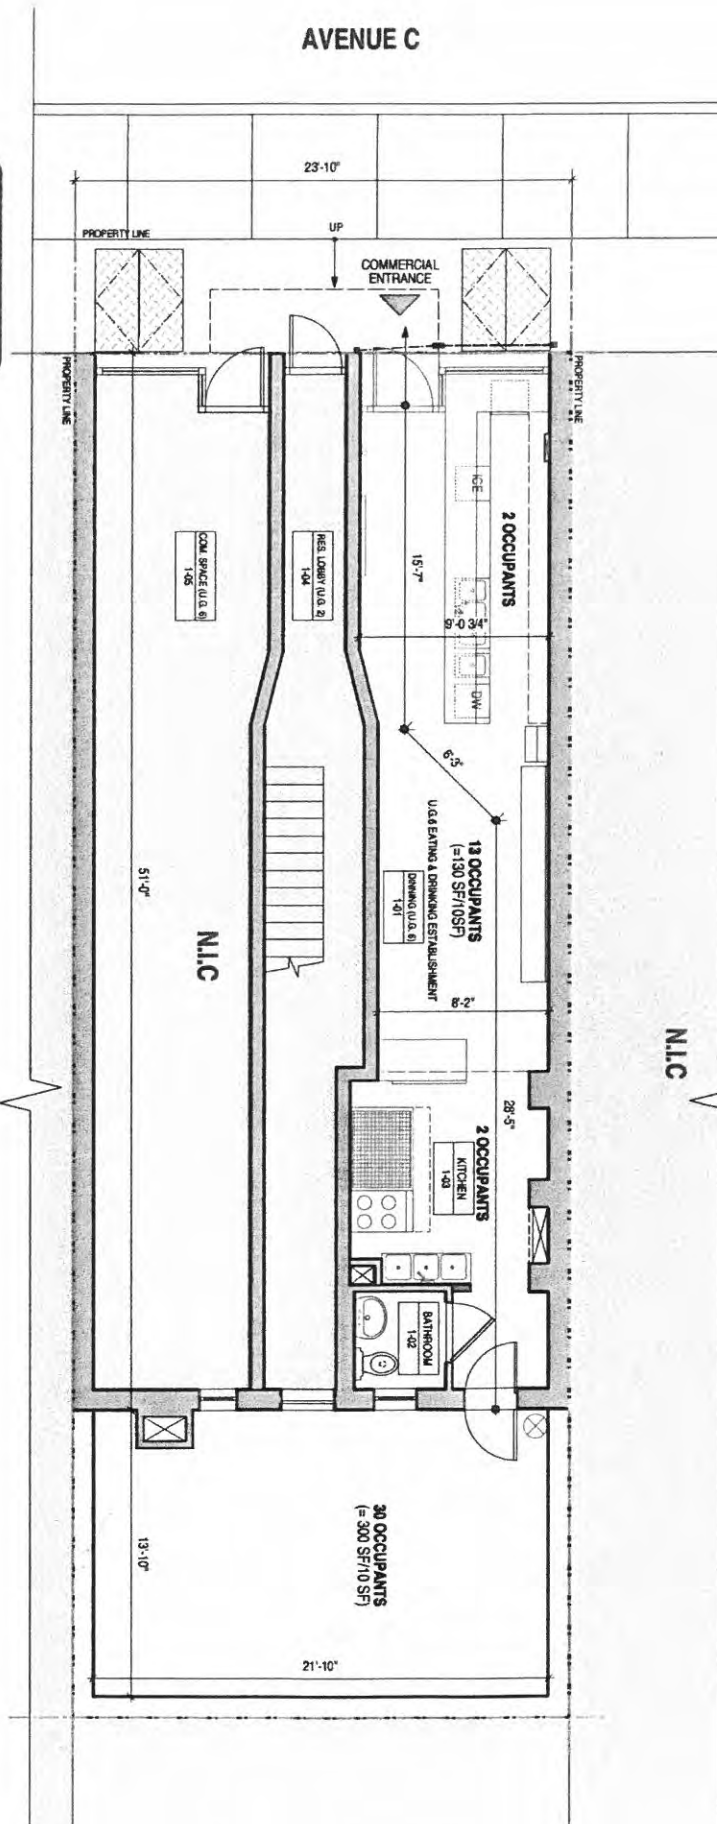 AVENUE C
23'-10"
PROPERTY LINE
UP
COMMERCIAL
ENTRANCE
PROPERTY LINE
PROPERTY LINE
ICE
2 OCCUPANTS
15'-7"
COM. SPACE (U.G. 6)
1-05
RES. LOBBY (U.G. 2)
1-04
9'-0 3/4"
DW
6'-3"
13 OCCUPANTS
(=130 SF/10SF)
U.G.6 EATING & DRINKING ESTABLISHMENT
DINNING (U.G. 6)
1-01
51'-0"
N.I.C
8'-2"
N.I.C
28'-5"
2 OCCUPANTS
KITCHEN
1-03
BATHROOM
1-02
30 OCCUPANTS
(= 300 SF/10 SF)
13'-10"
21'-10"